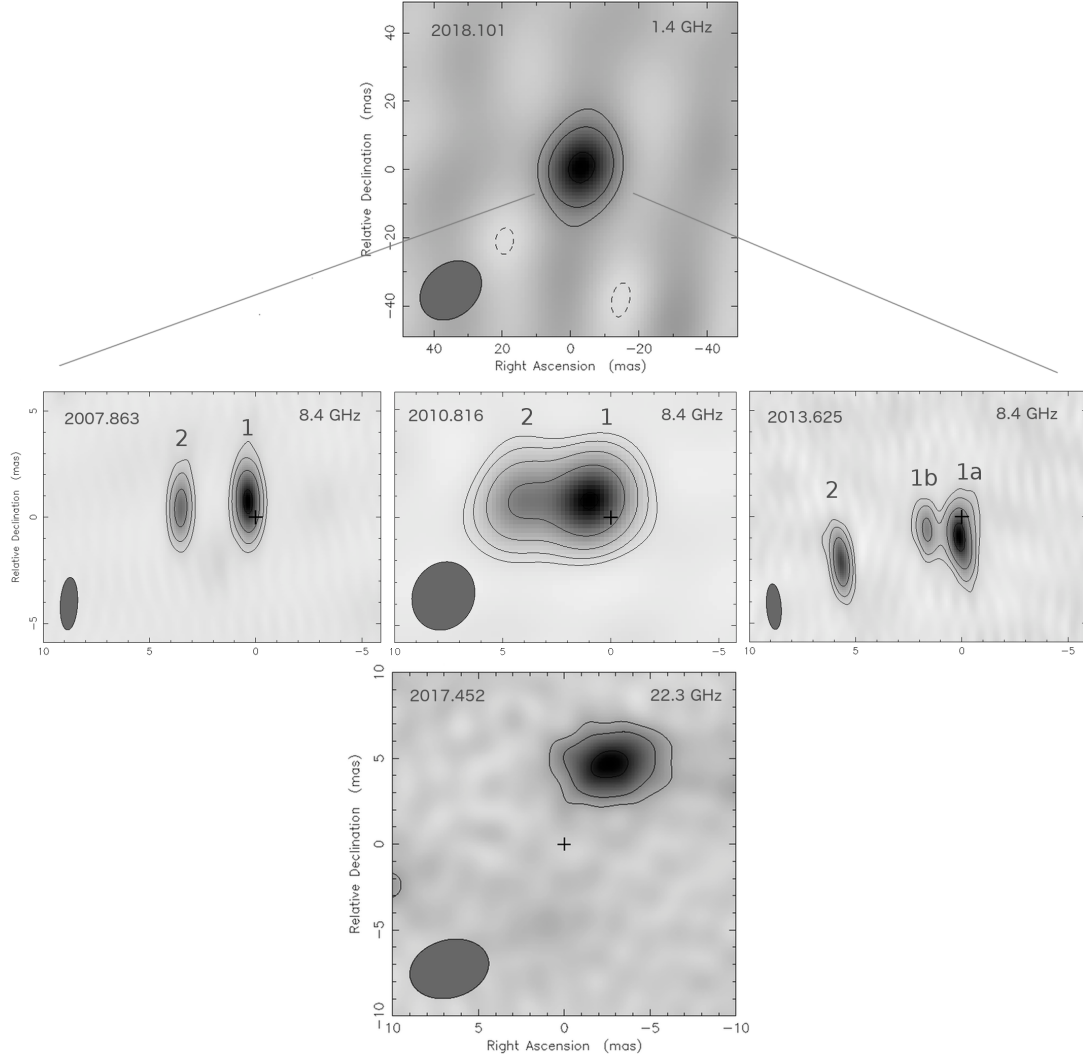 2018.101 1.4 GHz
40
20
0
−20
−40
Relative Declination (mas)
40 20 0 −20 −40
Right Ascension (mas)
2007.863 8.4 GHz
2 1
5
0
−5
Relative Declination (mas)
10 5 0 −5
2010.816 8.4 GHz
2 1
5 0 −5
2013.625 8.4 GHz
2 1b 1a
10 5 0 −5
2017.452 22.3 GHz
10
5
0
−5
−10
Relative Declination (mas)
10 5 0 −5 −10
Right Ascension (mas)